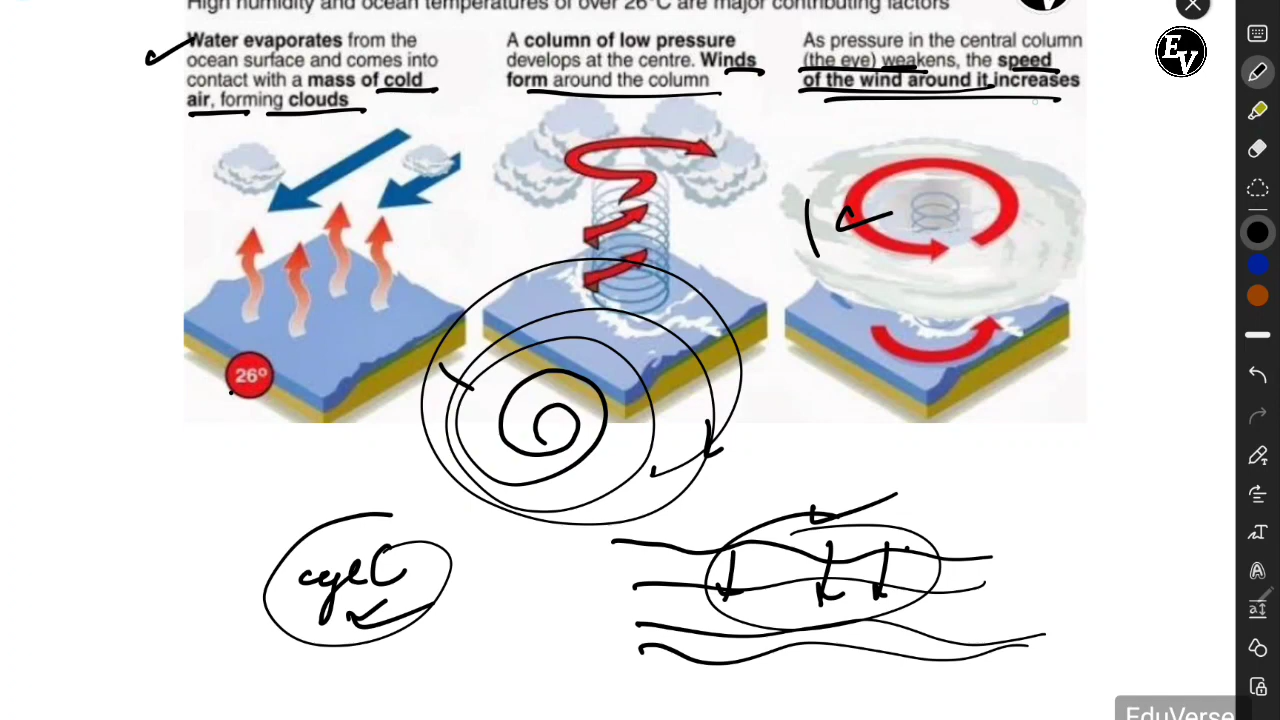 High humidity and ocean temperatures of over 26°C are major contributing factors
Water evaporates from the
ocean surface and comes into
contact with a mass of cold
air, forming clouds
A column of low pressure
develops at the centre. Winds
form around the column
As pressure in the central column
(the eye) weakens, the speed
of the wind around it increases
EV
26º
EduVerse